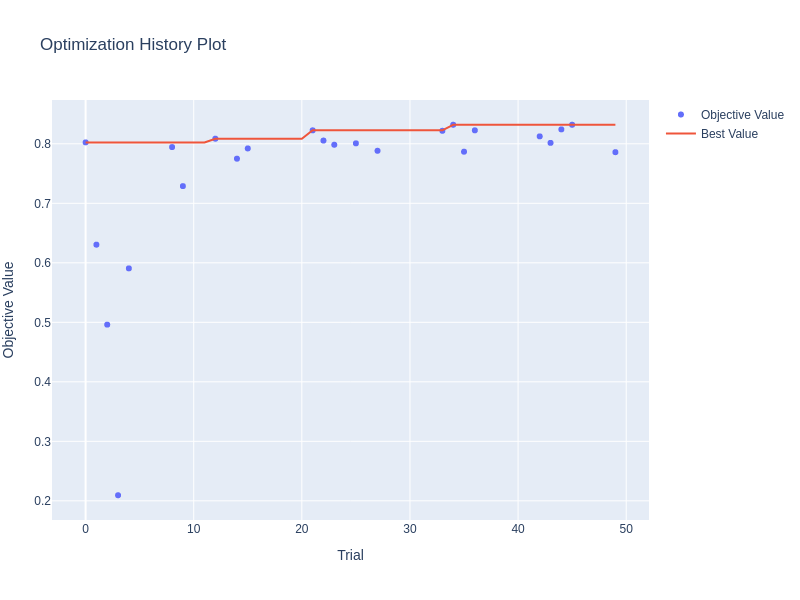 Optimization History Plot
Objective Value
Best Value
0.8
0.7
0.6
0.5
0.4
0.3
0.2
Objective Value
0 10 20 30 40 50
Trial